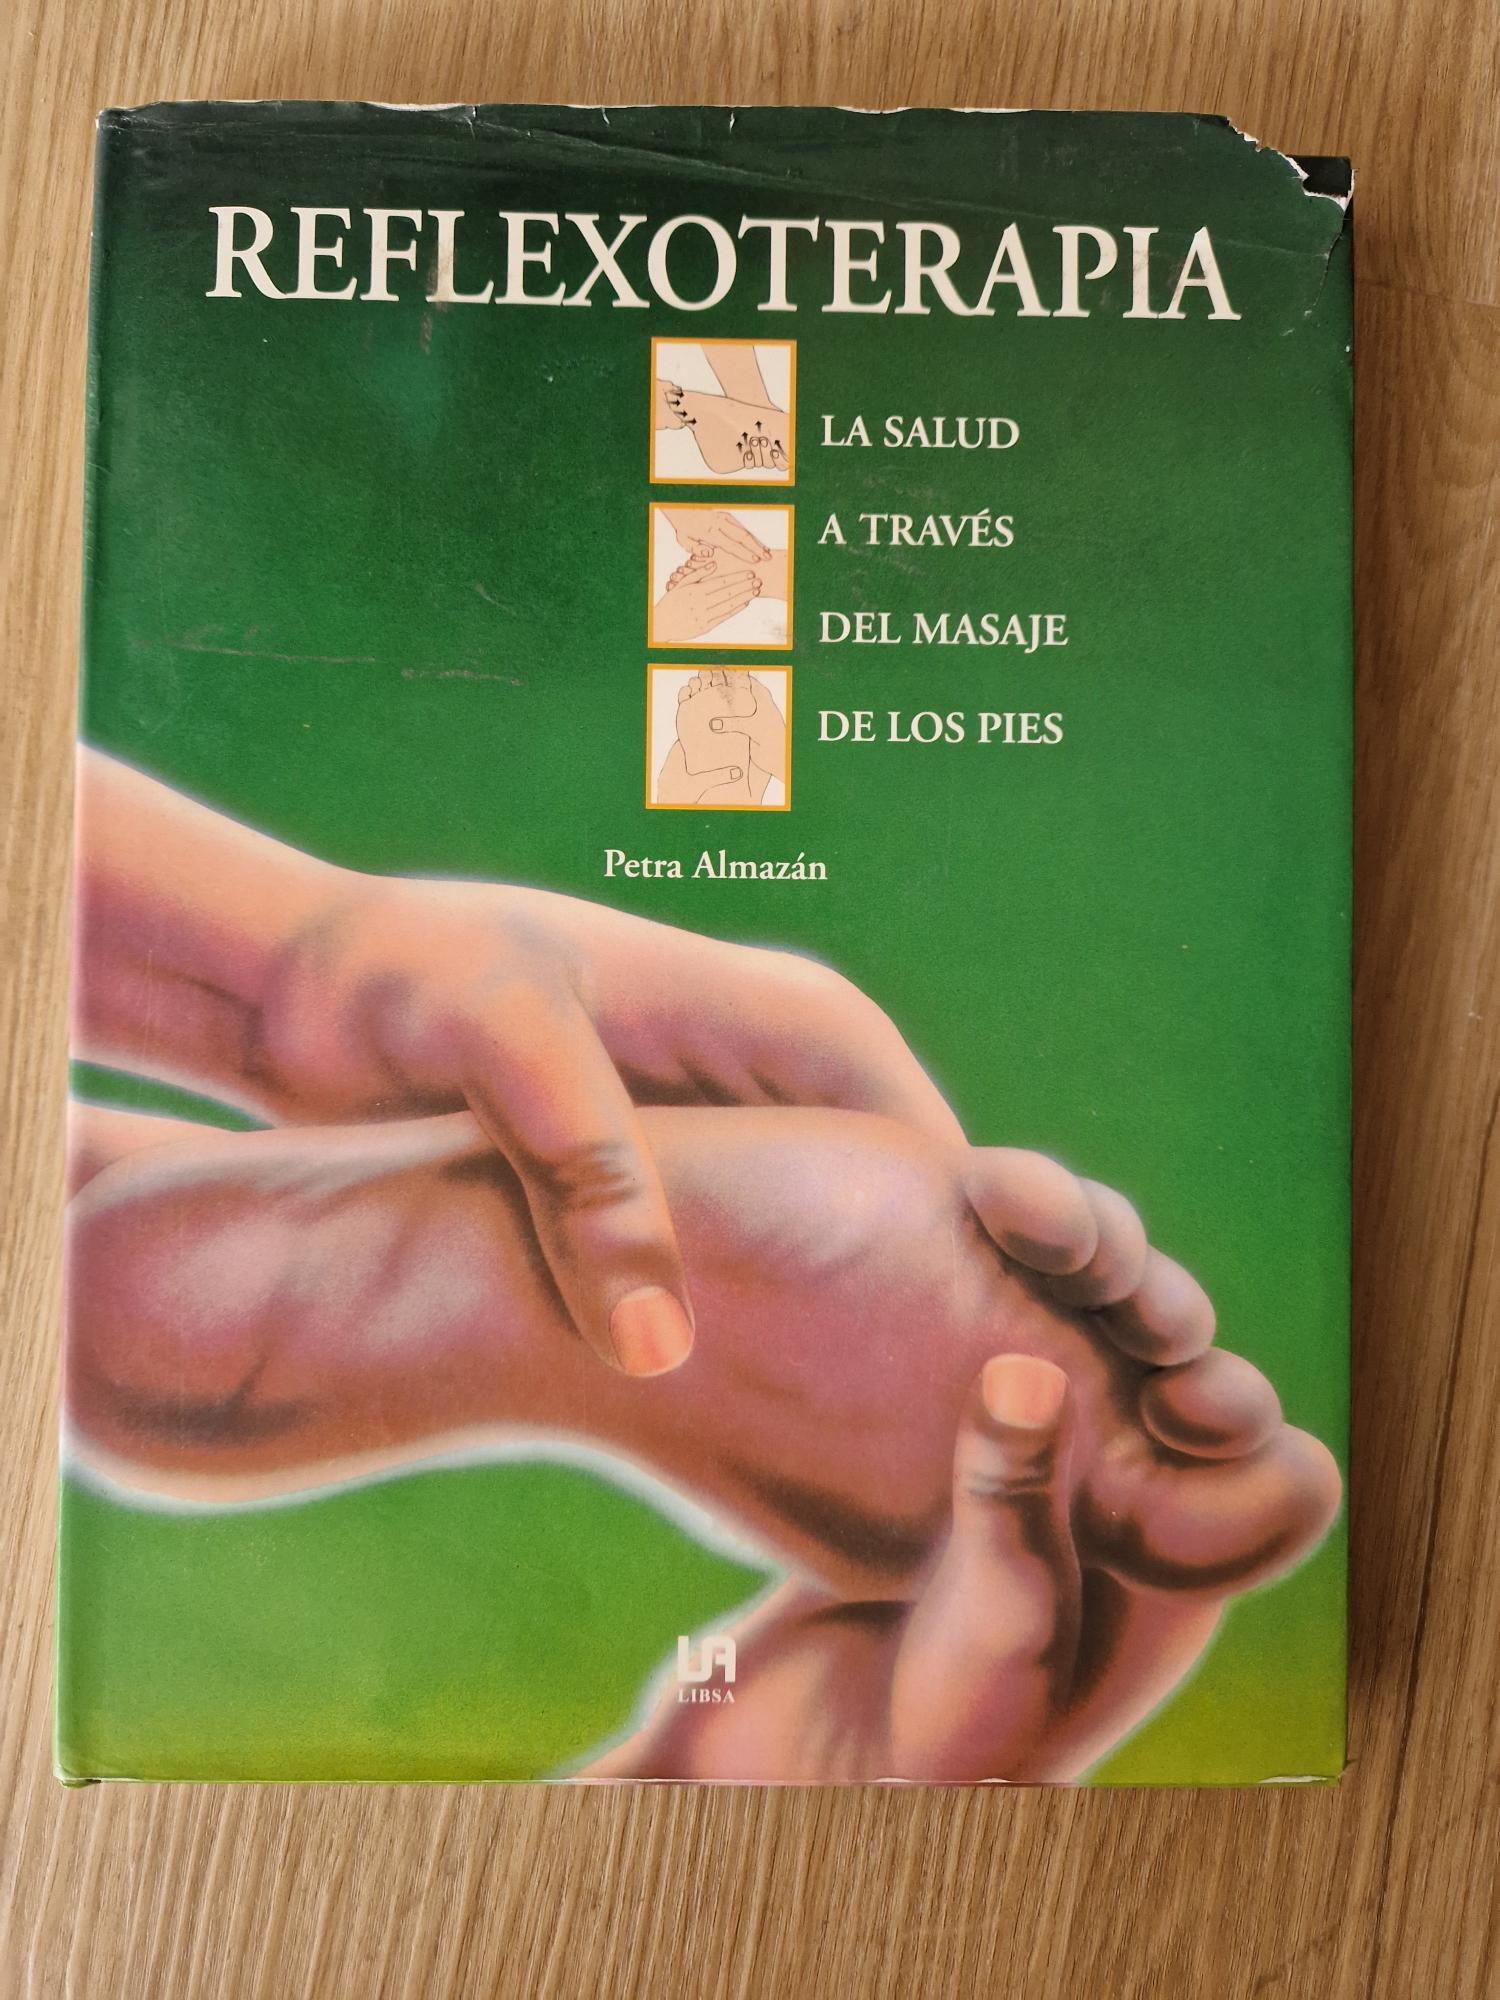 REFLEXOTERAPIA
LA SALUD
A TRAVÉS
DEL MASAJE
DE LOS PIES
Petra Almazán
LIBSA